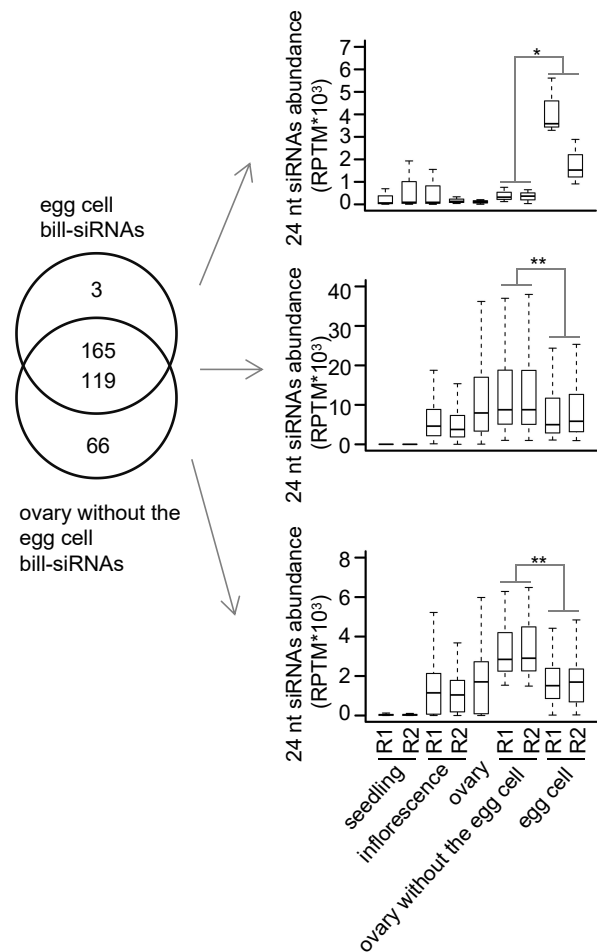 egg cell
bill-siRNAs
3
165
119
66
ovary without the
egg cell
bill-siRNAs
24 nt siRNAs abundance
(RPTM*10³)
7
6
5
4
3
2
1
0
*
24 nt siRNAs abundance
(RPTM*10³)
40
30
20
10
0
**
24 nt siRNAs abundance
(RPTM*10³)
8
6
4
2
0
**
R1
R2
R1
R2
R1
R2
R1
R2
seedling
inflorescence
ovary
ovary without the egg cell
egg cell